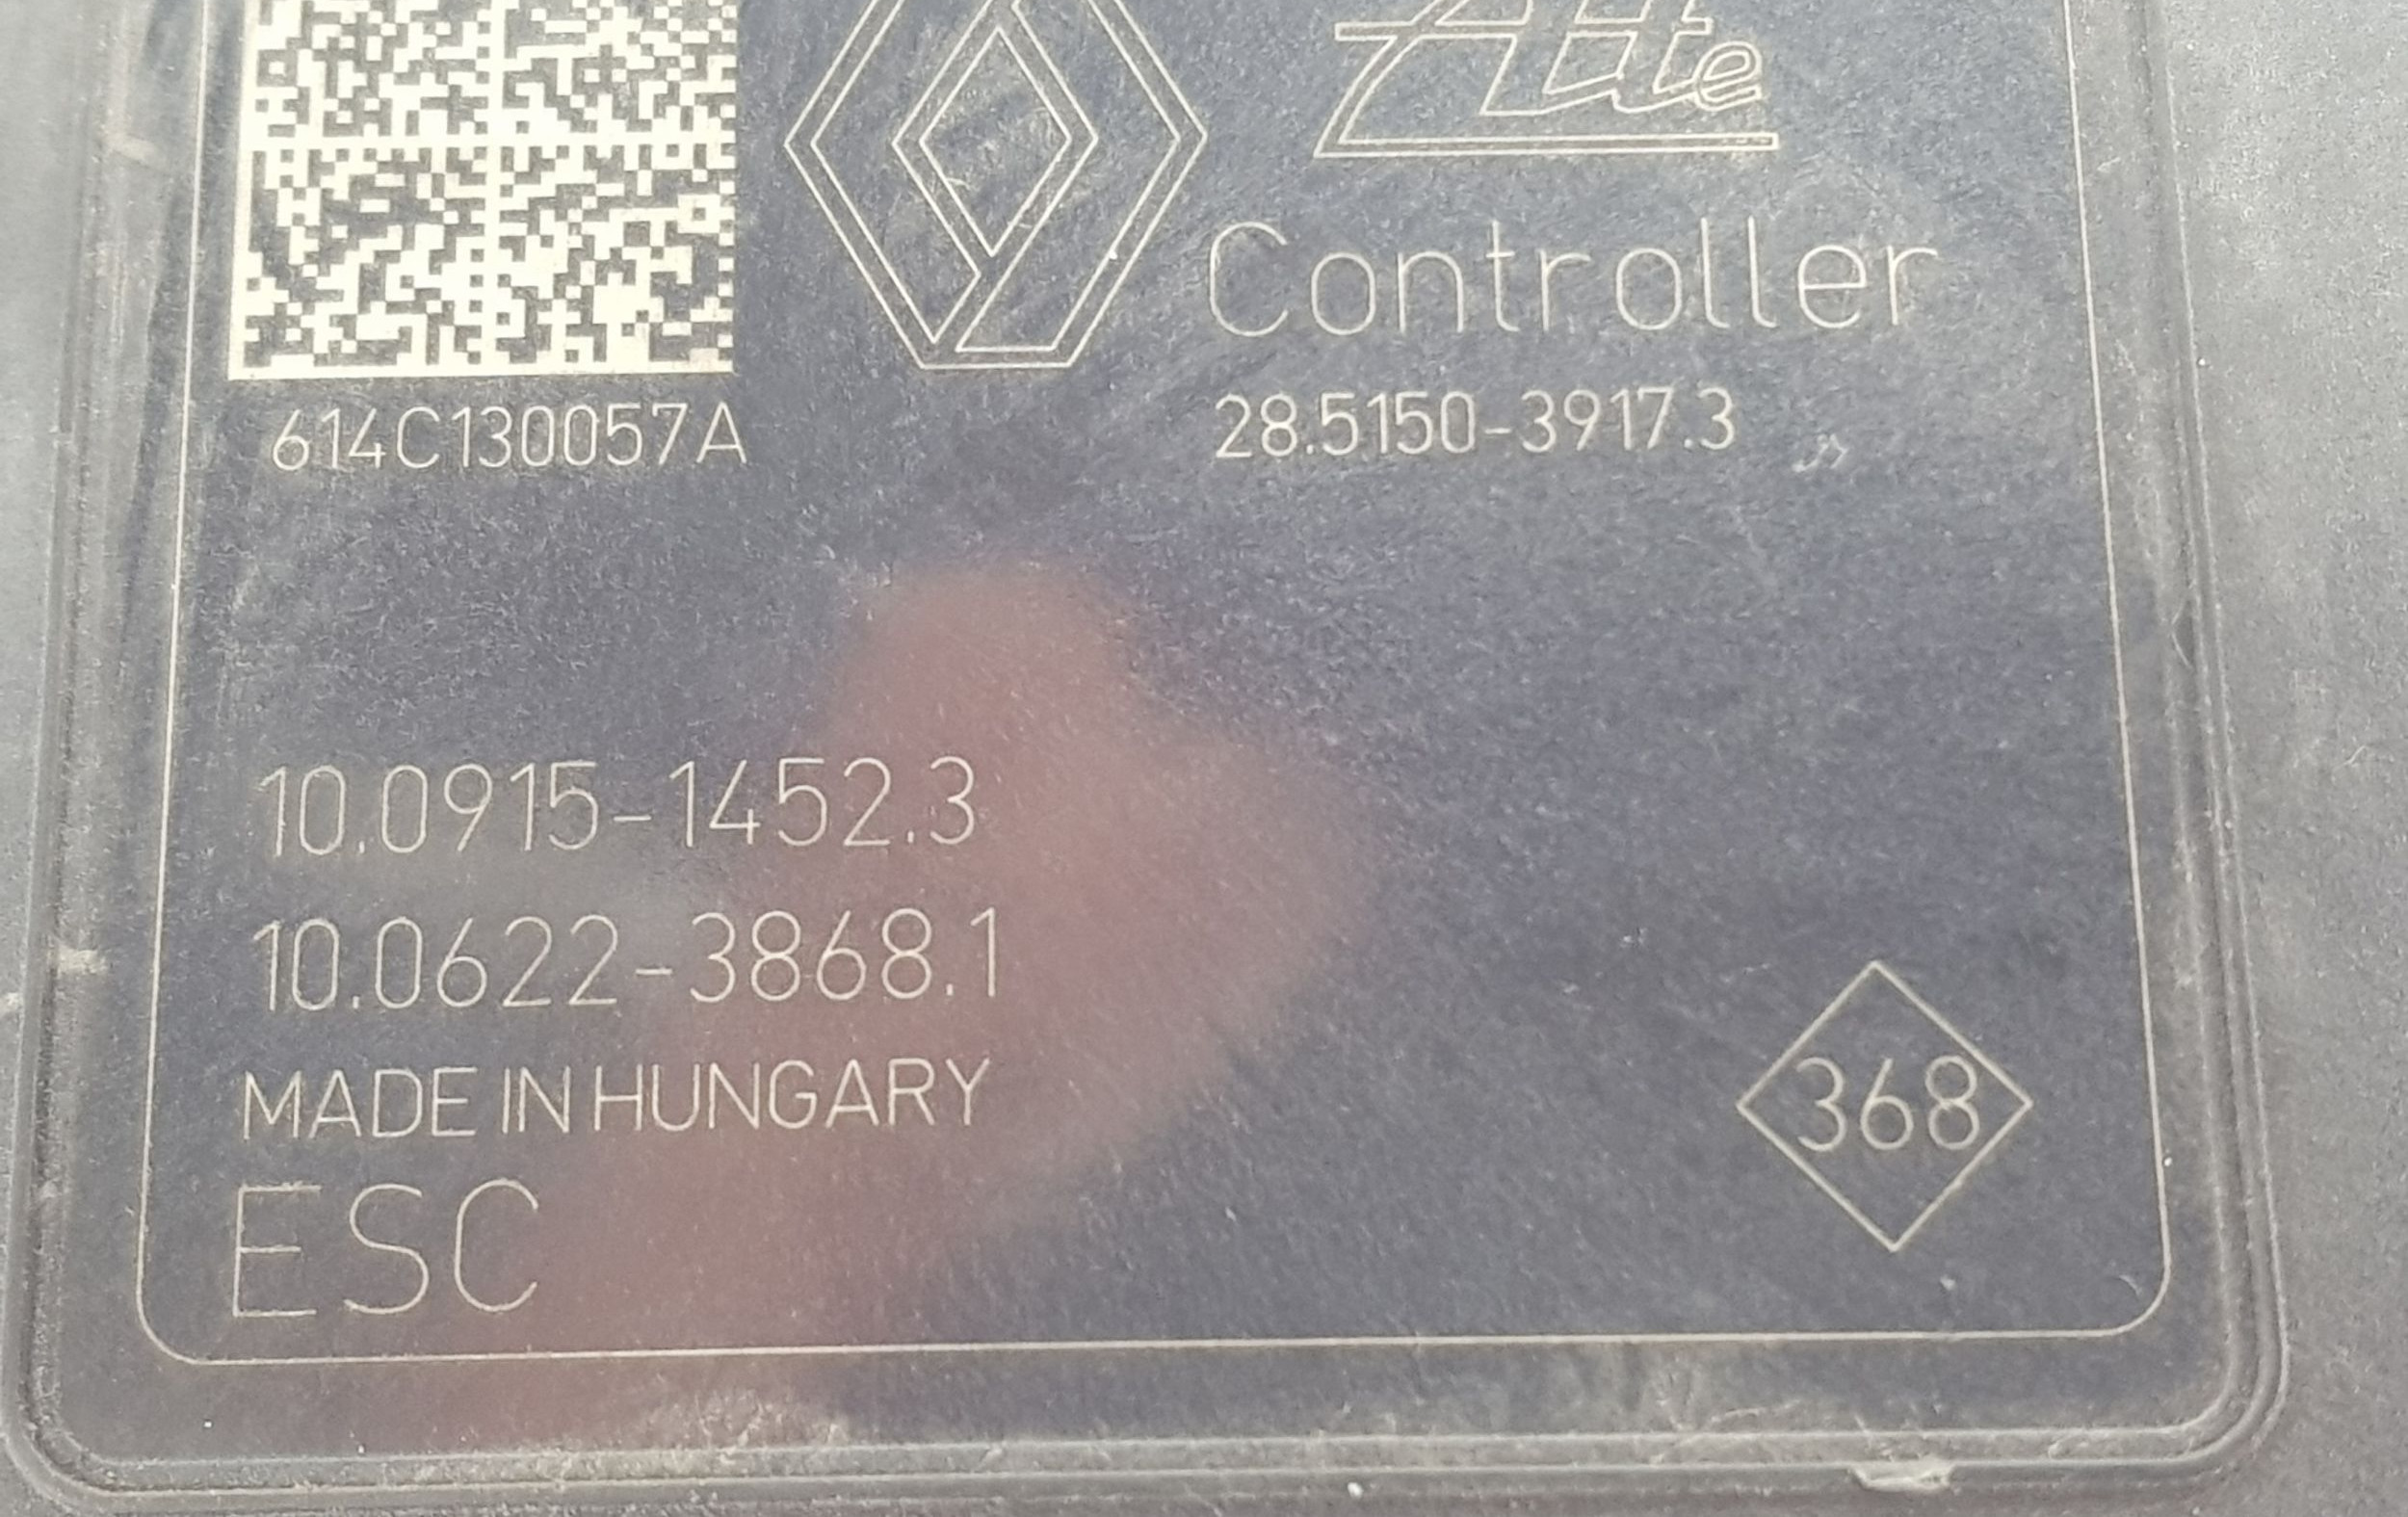 Ate
Controller
614C130057A
28.5150-3917.3
10.0915-1452.3
10.0622-3868.1
MADE IN HUNGARY
368
ESC